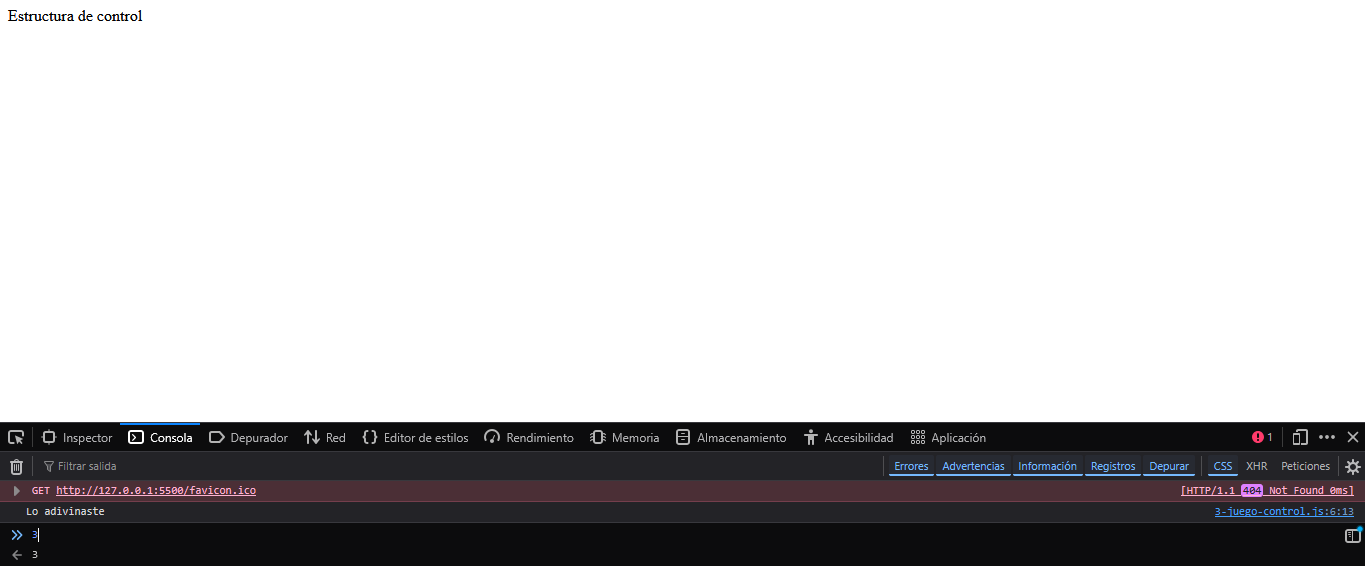 Estructura de control
Inspector Consola Depurador Red Editor de estilos Rendimiento Memoria Almacenamiento Accesibilidad Aplicación 1
Filtrar salida Errores Advertencias Información Registros Depurar CSS XHR Peticiones
GET http://127.0.0.1:5500/favicon.ico [HTTP/1.1 404 Not Found 0ms]
Lo adivinaste 3-juego-control.js:6:13
3
3